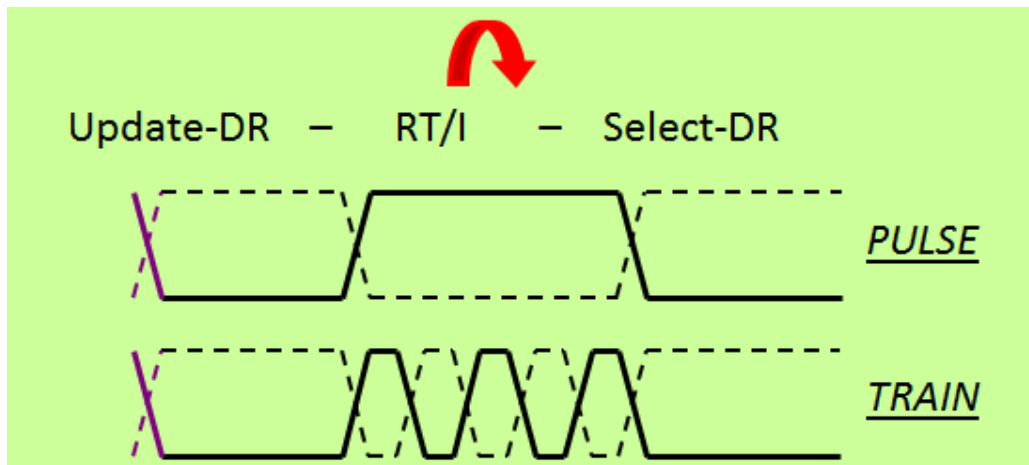 Update-DR – RT/I – Select-DR
PULSE
TRAIN